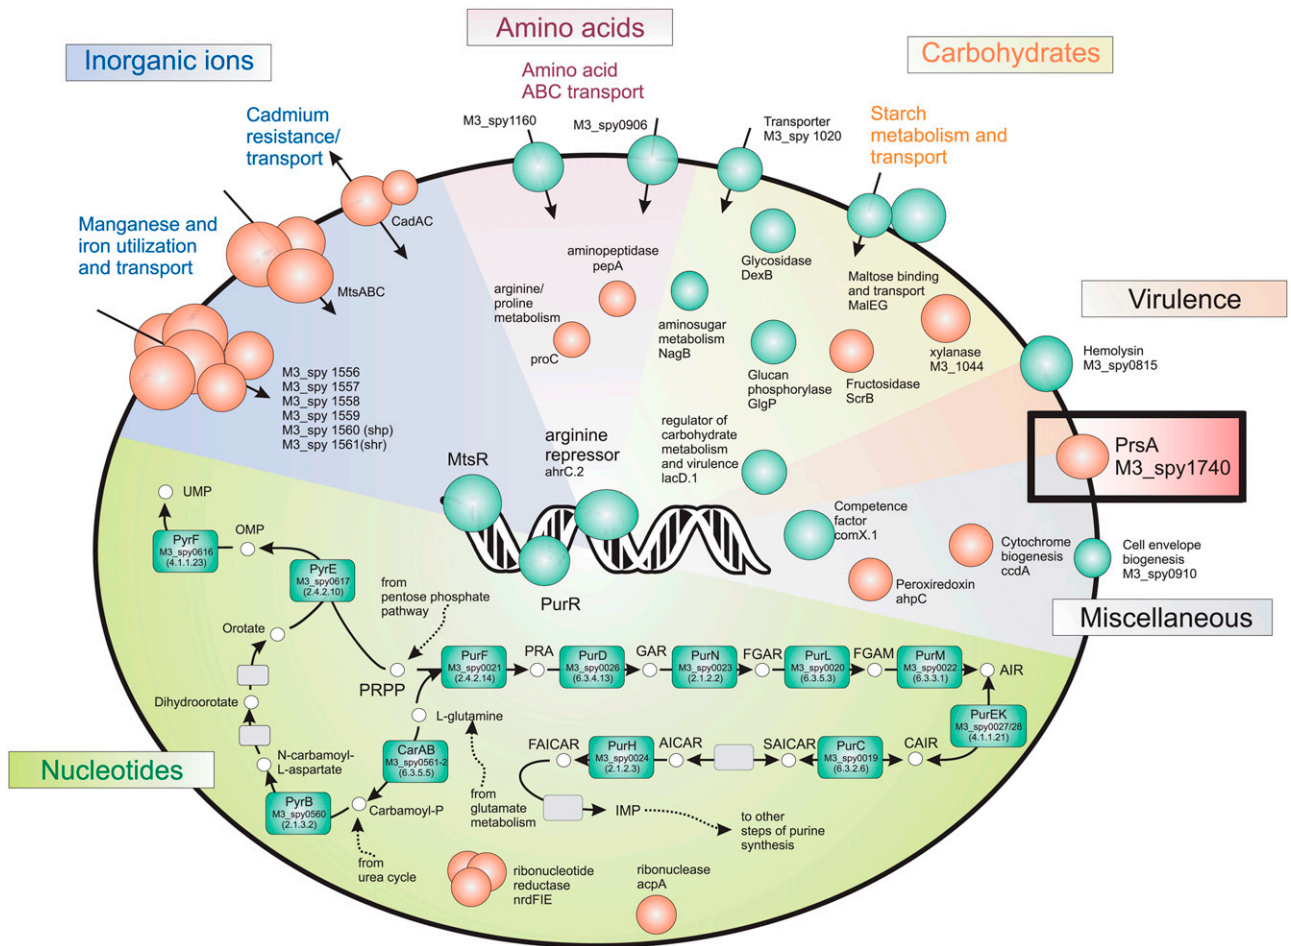 Amino acids
Inorganic ions
Carbohydrates
Amino acid
ABC transport
Cadmium
resistance/
transport
M3_spy1160
M3_spy0906
Transporter
M3_spy 1020
Starch
metabolism and
transport
Manganese and
iron utilization
and transport
CadAC
MtsABC
aminopeptidase
pepA
arginine/
proline
metabolism
proC
Glycosidase
DexB
aminosugar
metabolism
NagB
Maltose binding
and transport
MalEG
xylanase
M3_1044
Glucan
phosphorylase
GlgP
Fructosidase
ScrB
Virulence
Hemolysin
M3_spy0815
M3_spy 1556
M3_spy 1557
M3_spy 1558
M3_spy 1559
M3_spy 1560 (shp)
M3_spy 1561(shr)
PrsA
M3_spy1740
MtsR
arginine
repressor
ahrC.2
regulator of
carbohydrate
metabolism
and virulence
lacD.1
PurR
Competence
factor
comX.1
Cytochrome
biogenesis
ccdA
Peroxiredoxin
ahpC
Cell envelope
biogenesis
M3_spy0910
Miscellaneous
UMP
PyrF
M3_spy0616
(4.1.1.23)
OMP
PyrE
M3_spy0617
(2.4.2.10)
from
pentose phosphate
pathway
Orotate
PRPP
PurF
M3_spy0021
(2.4.2.14)
PRA
PurD
M3_spy0026
(6.3.4.13)
GAR
PurN
M3_spy0023
(2.1.2.2)
FGAR
PurL
M3_spy0020
(6.3.5.3)
FGAM
PurM
M3_spy0022
(6.3.3.1)
AIR
Dihydroorotate
L-glutamine
PurEK
M3_spy0027/28
(4.1.1.21)
Nucleotides
N-carbamoyl-
L-aspartate
CarAB
M3_spy0561-2
(6.3.5.5)
FAICAR
PurH
M3_spy0024
(2.1.2.3)
AICAR
SAICAR
PurC
M3_spy0019
(6.3.2.6)
CAIR
PyrB
M3_spy0560
(2.1.3.2)
Carbamoyl-P
from
glutamate
metabolism
IMP
to other
steps of purine
synthesis
from
urea cycle
ribonucleotide
reductase
nrdFIE
ribonuclease
acpA